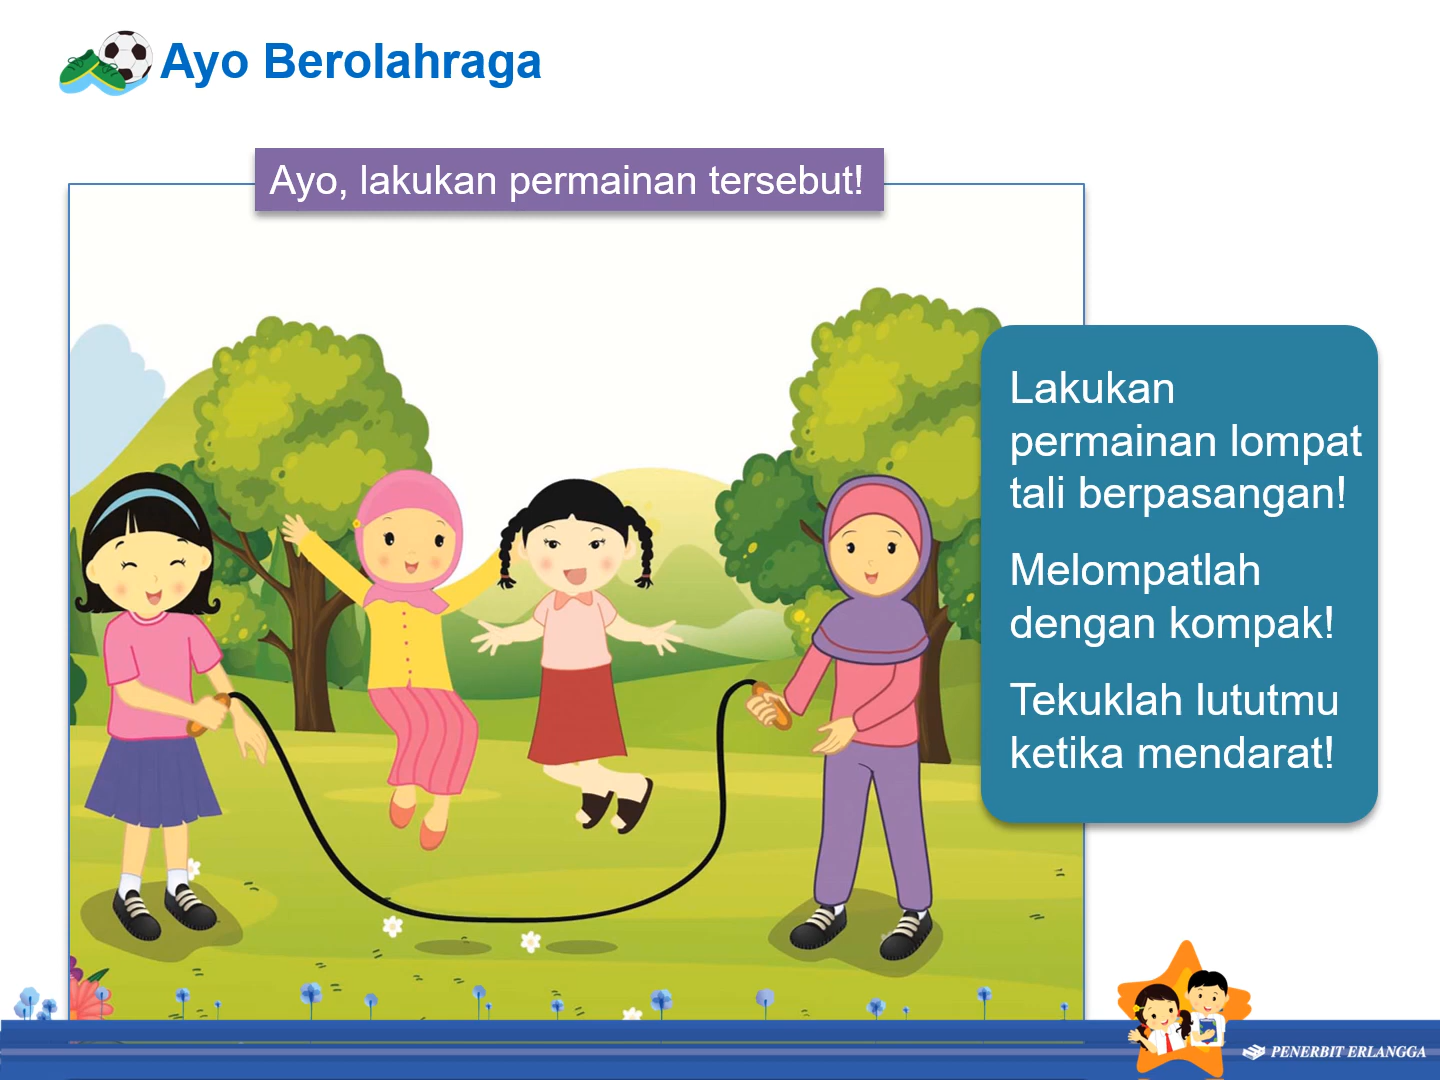 Ayo Berolahraga
Ayo, lakukan permainan tersebut!
Lakukan
permainan lompat
tali berpasangan!
Melompatlah
dengan kompak!
Tekuklah lututmu
ketika mendarat!
PENERBIT ERLANGGA